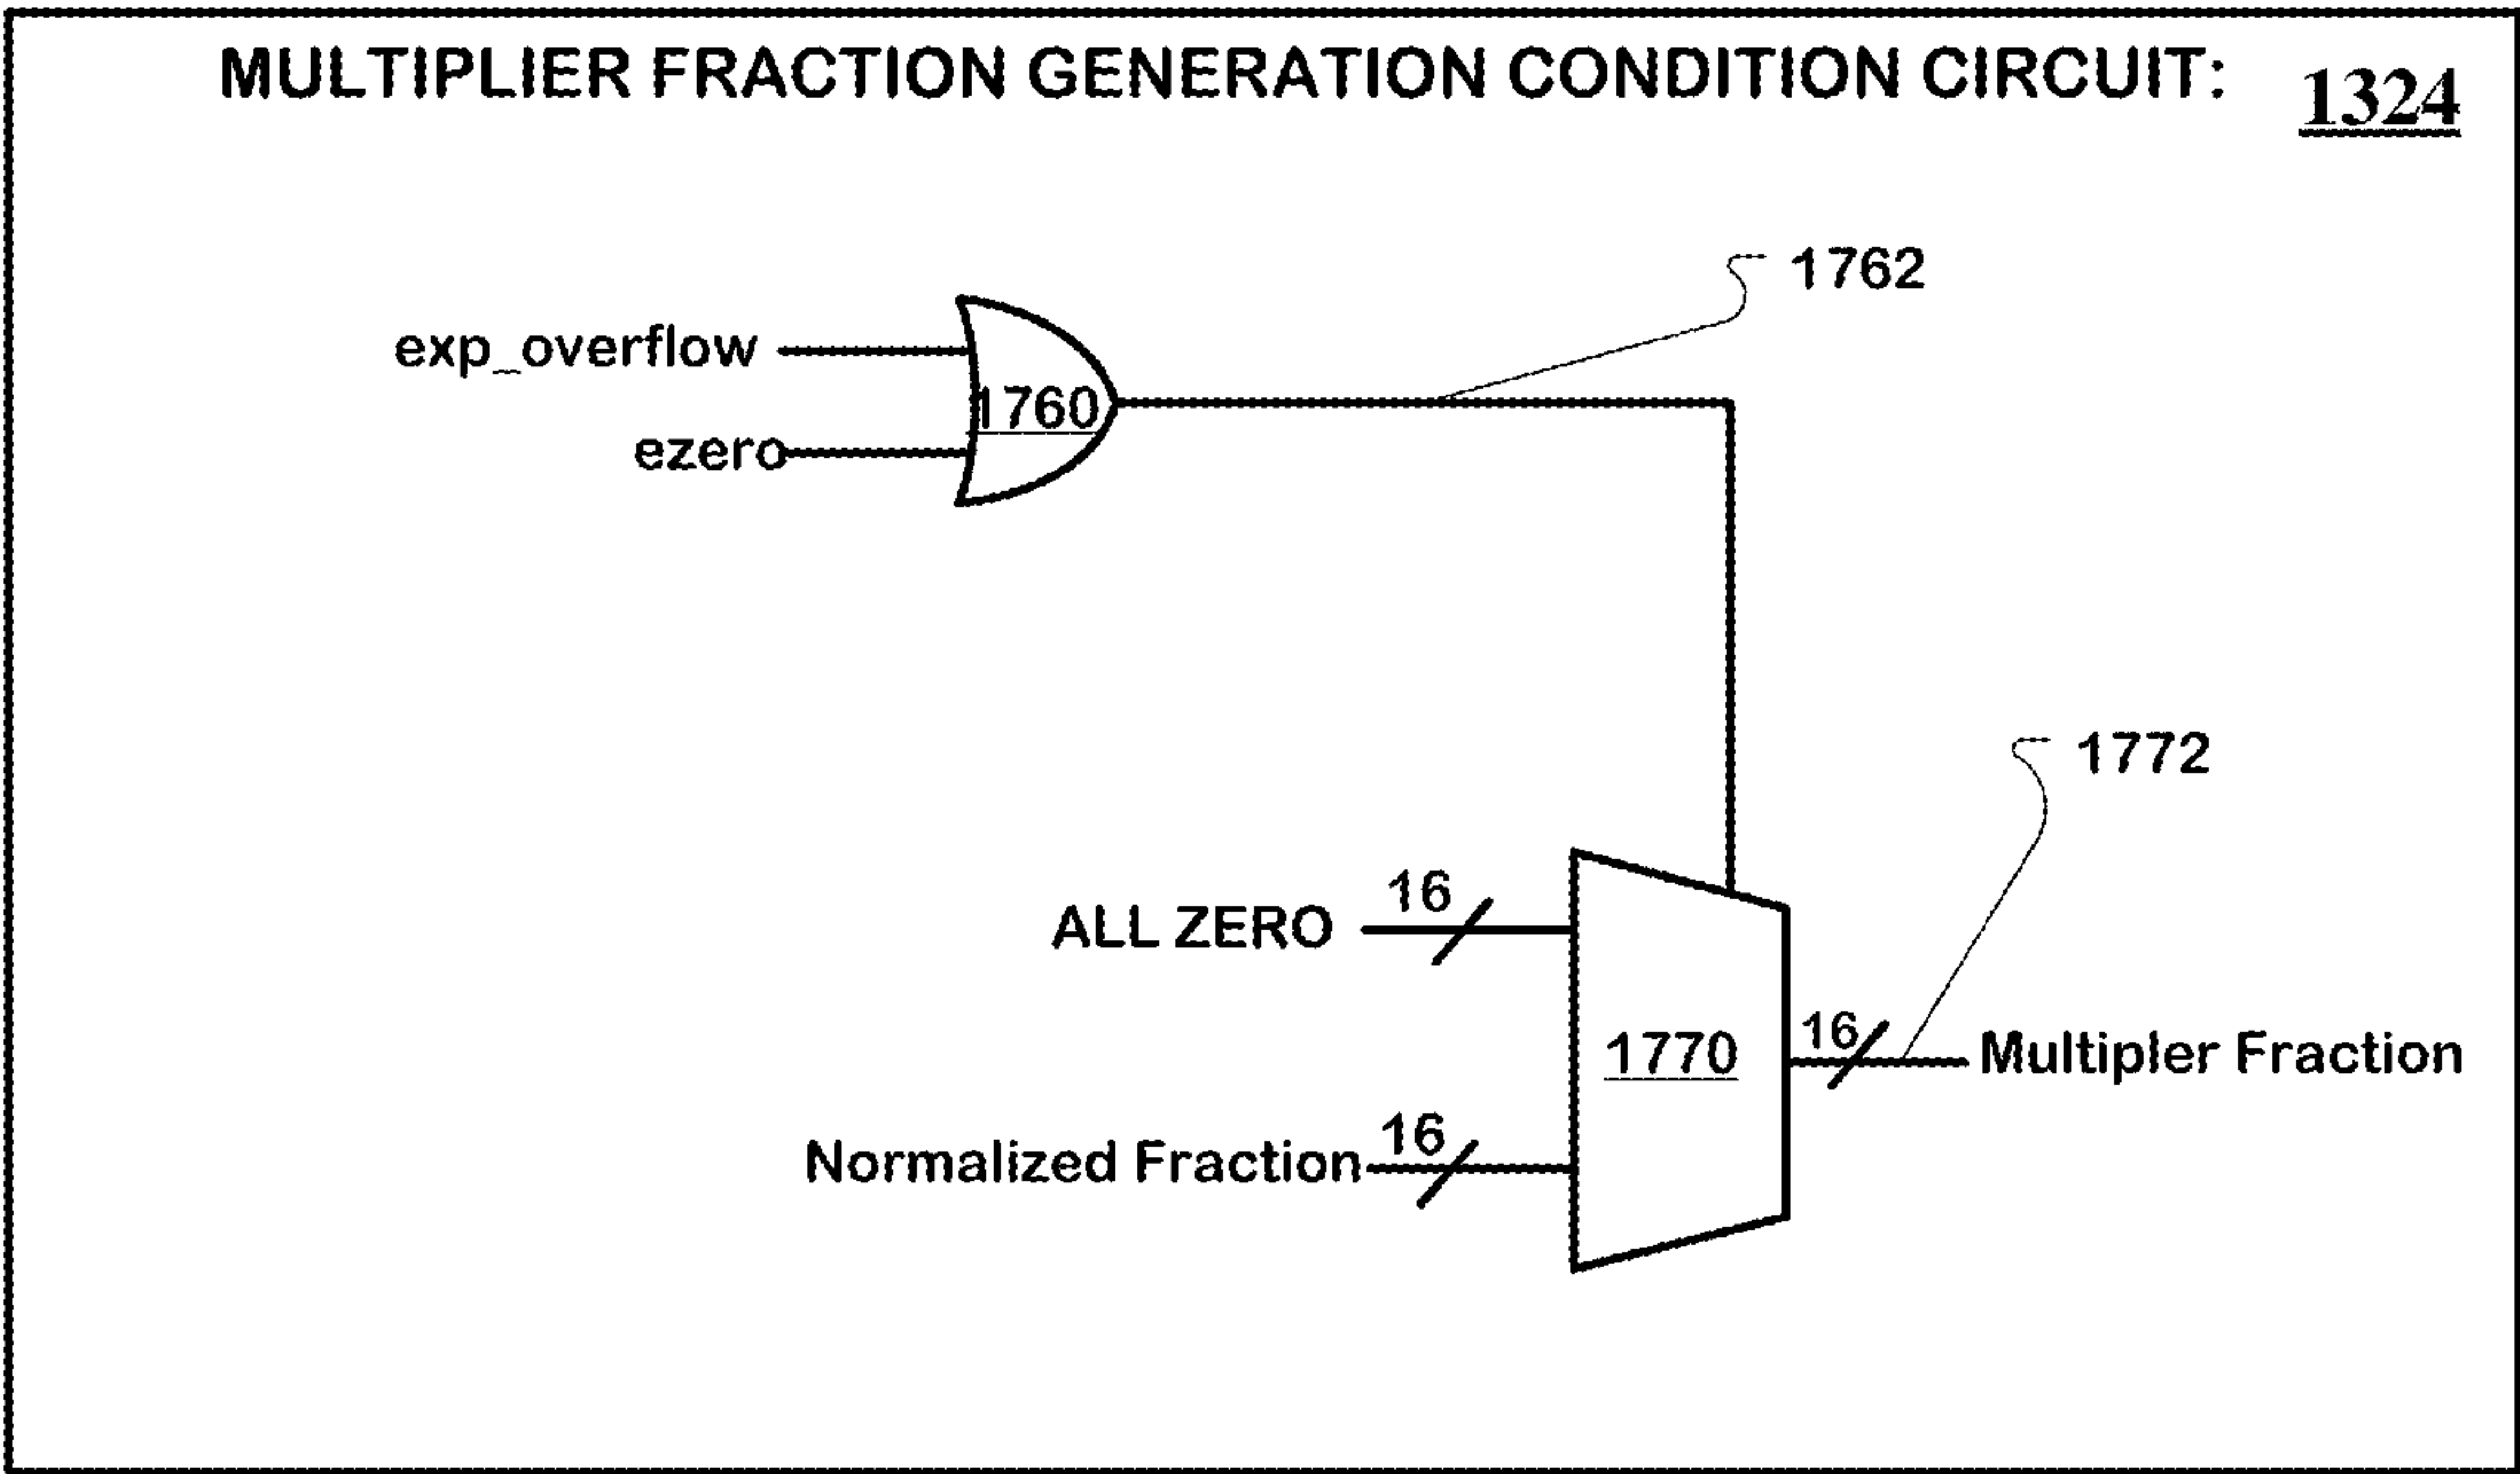 MULTIPLIER FRACTION GENERATION CONDITION CIRCUIT: 1324
1762
exp_overflow
1760
ezero
1772
16
ALL ZERO
16
1770
Multipler Fraction
16
Normalized Fraction